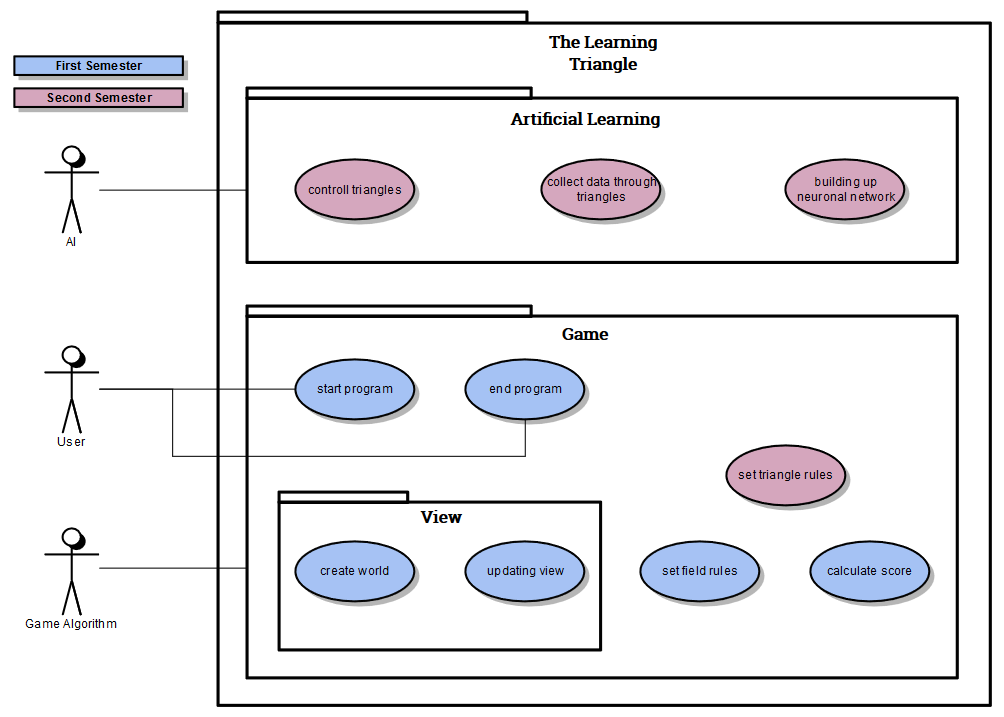 The Learning
Triangle
First Semester
Second Semester
Artificial Learning
controll triangles
collect data through
triangles
building up
neuronal network
AI
Game
start program
end program
User
set triangle rules
View
create world
updating view
set field rules
calculate score
Game Algorithm